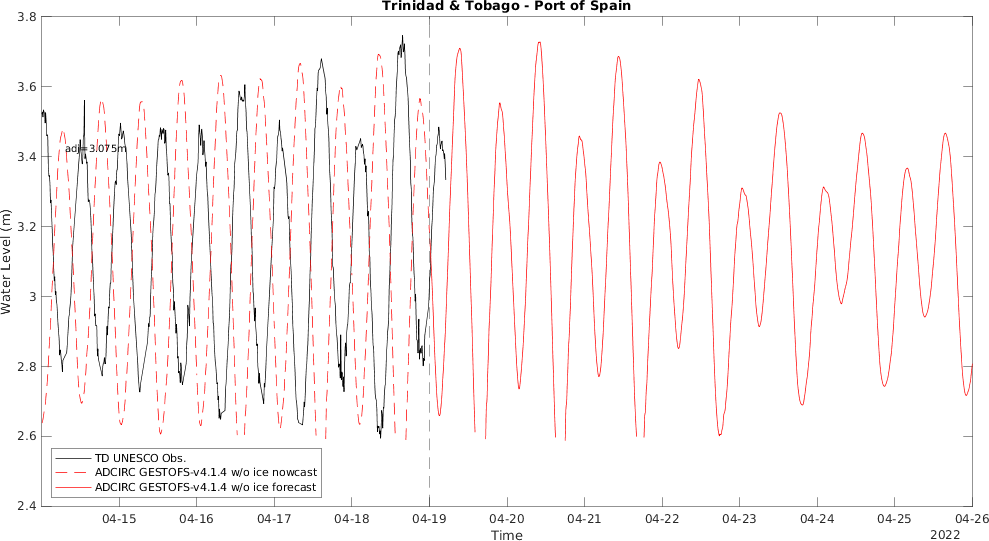 Trinidad & Tobago - Port of Spain
3.8
3.6
3.4
3.2
3
2.8
2.6
2.4
Water Level (m)
adj=3.075m
TD UNESCO Obs.
ADCIRC GESTOFS-v4.1.4 w/o ice nowcast
ADCIRC GESTOFS-v4.1.4 w/o ice forecast
04-15 04-16 04-17 04-18 04-19 04-20 04-21 04-22 04-23 04-24 04-25 04-26
Time
2022